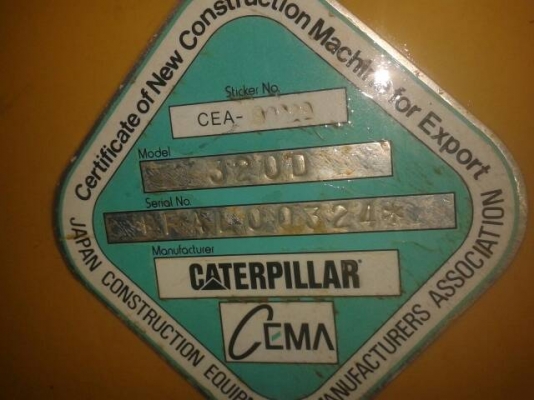 Certificate of New Construction Machine for Export
Sticker No.
CEA-
Model
320D
Serial No.
Manufacturer
CATERPILLAR
CEMA
JAPAN CONSTRUCTION EQUIPMENT MANUFACTURERS ASSOCIATION